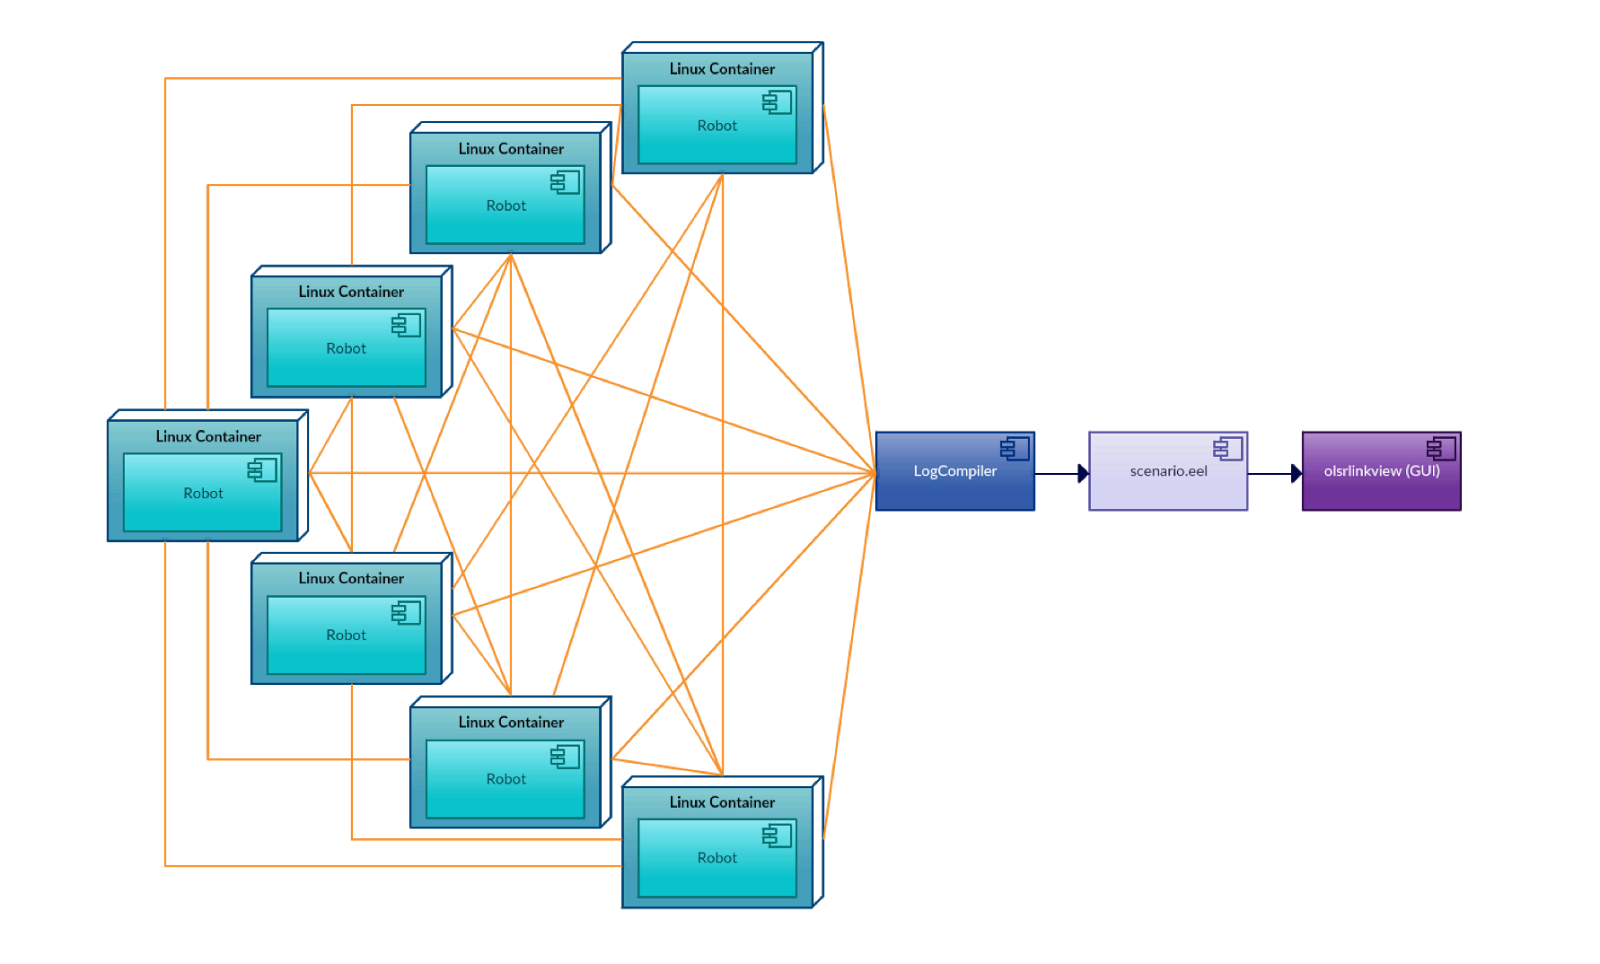 Linux Container
Robot
Linux Container
Robot
Linux Container
Robot
Linux Container
Robot
LogCompiler
scenario.eel
olsrlinkview (GUI)
Linux Container
Robot
Linux Container
Robot
Linux Container
Robot